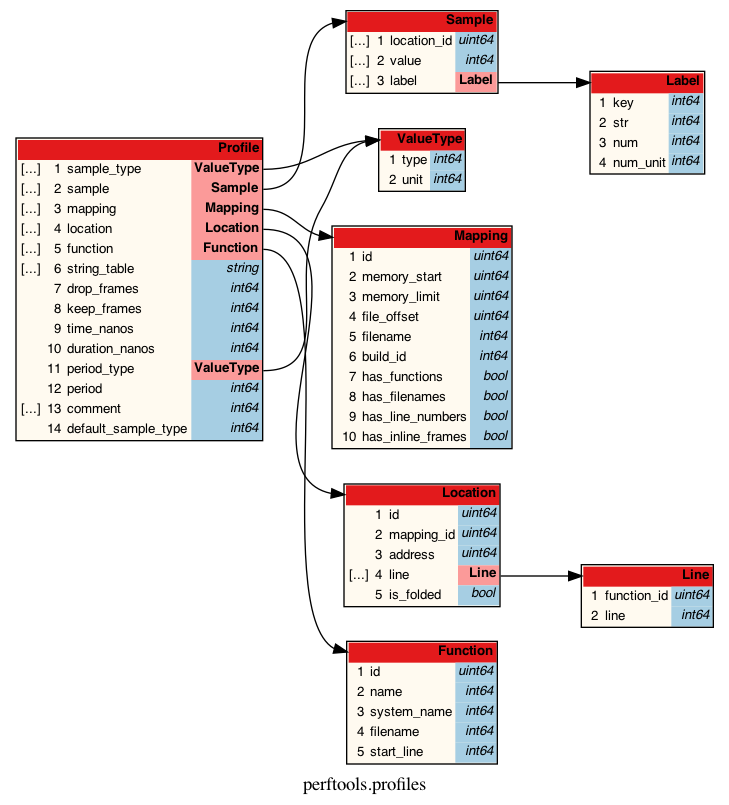 Sample
[...] 1 location_id uint64
[...] 2 value int64
[...] 3 label Label
Label
1 key int64
2 str int64
3 num int64
4 num_unit int64
Profile
[...] 1 sample_type ValueType
[...] 2 sample Sample
[...] 3 mapping Mapping
[...] 4 location Location
[...] 5 function Function
[...] 6 string_table string
7 drop_frames int64
8 keep_frames int64
9 time_nanos int64
10 duration_nanos int64
11 period_type ValueType
12 period int64
[...] 13 comment int64
14 default_sample_type int64
ValueType
1 type int64
2 unit int64
Mapping
1 id uint64
2 memory_start uint64
3 memory_limit uint64
4 file_offset uint64
5 filename int64
6 build_id int64
7 has_functions bool
8 has_filenames bool
9 has_line_numbers bool
10 has_inline_frames bool
Location
1 id uint64
2 mapping_id uint64
3 address uint64
[...] 4 line Line
5 is_folded bool
Line
1 function_id uint64
2 line int64
Function
1 id uint64
2 name int64
3 system_name int64
4 filename int64
5 start_line int64
perftools.profiles